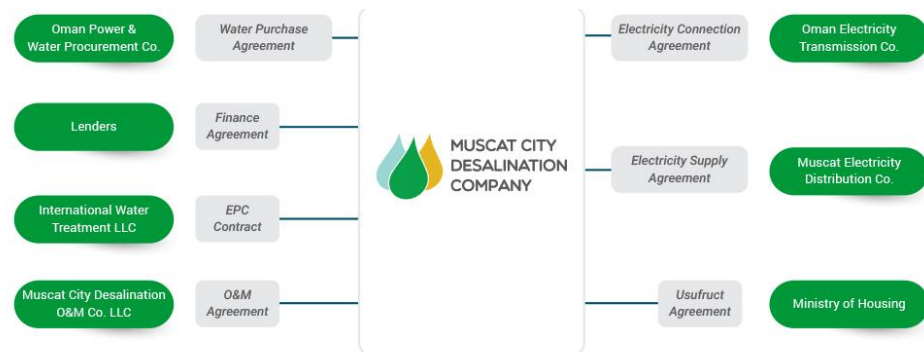 Oman Power &
Water Procurement Co.
Water Purchase
Agreement
Lenders
Finance
Agreement
International Water
Treatment LLC
EPC
Contract
Muscat City Desalination
O&M Co. LLC
O&M
Agreement
MUSCAT CITY
DESALINATION
COMPANY
Electricity Connection
Agreement
Oman Electricity
Transmission Co.
Electricity Supply
Agreement
Muscat Electricity
Distribution Co.
Usufruct
Agreement
Ministry of Housing